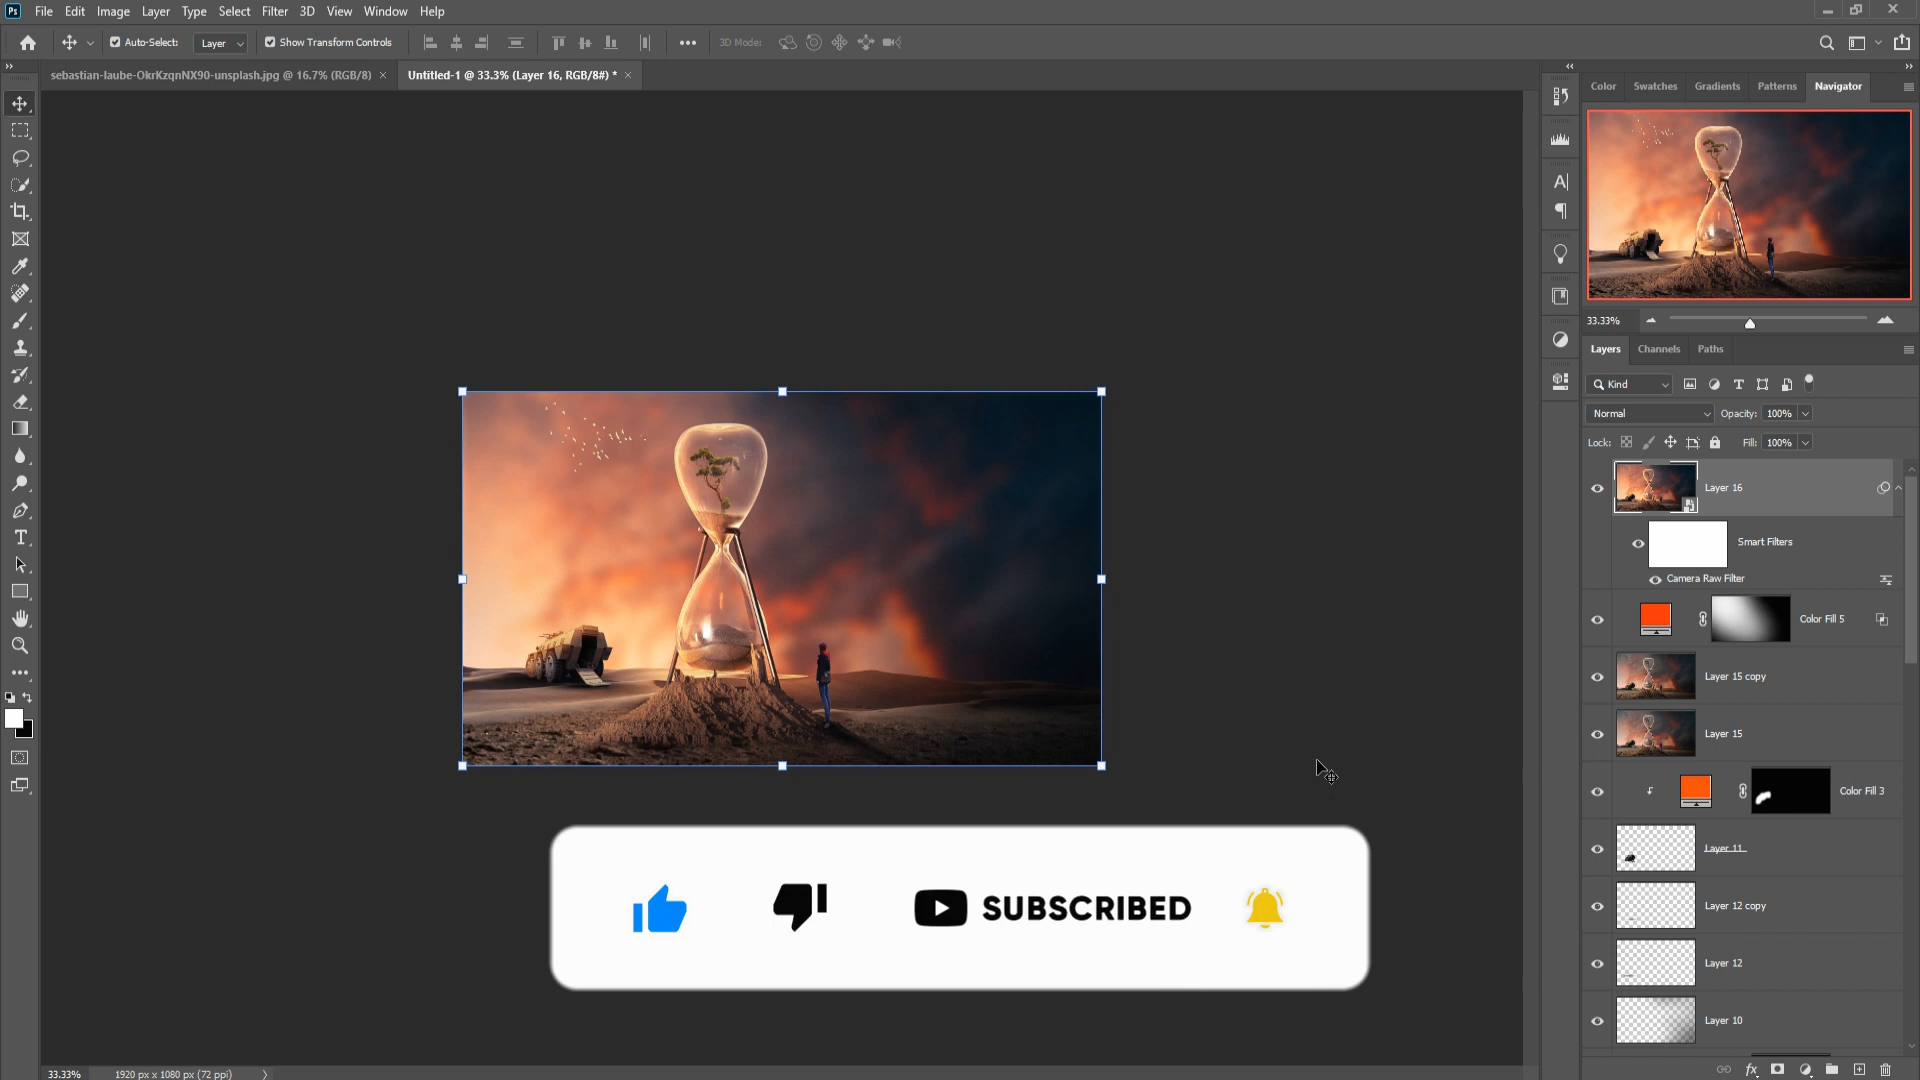 Ps File Edit Image Layer Type Select Filter 3D View Window Help
Auto-Select: Layer Show Transform Controls 3D Mode:
sebastian-laube-OkrKzqnNX90-unsplash.jpg @ 16.7% (RGB/8) ×
Untitled-1 @ 33.3% (Layer 16, RGB/8#) * ×
Color Swatches Gradients Patterns Navigator
33.33%
Layers Channels Paths
Kind
Normal Opacity: 100%
Lock: Fill: 100%
Layer 16
Smart Filters
Camera Raw Filter
Color Fill 5
Layer 15 copy
Layer 15
Color Fill 3
Layer 11
Layer 12 copy
Layer 12
Layer 10
SUBSCRIBED
33.33% 1920 px x 1080 px (72 ppi)